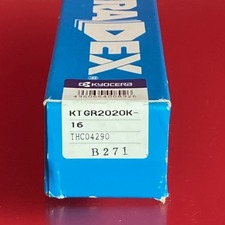 RADEX
KYOCERA
KTGR2020K-
16
THC04290
B271